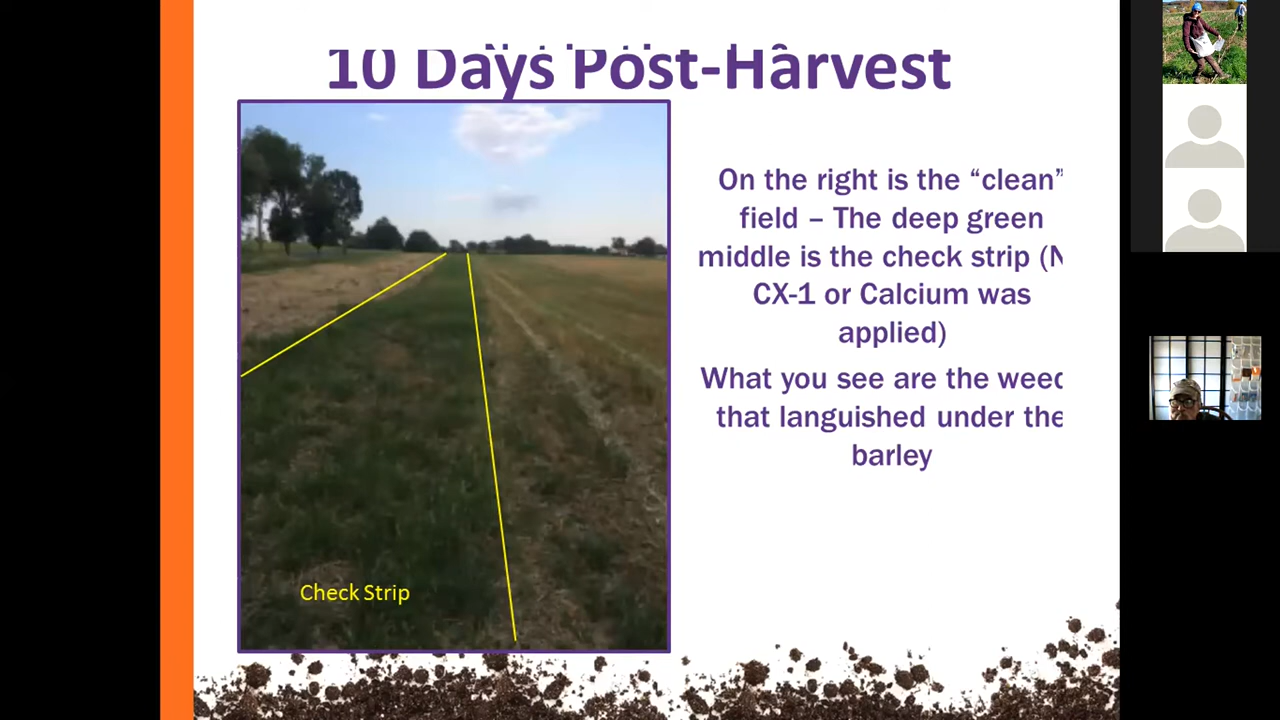 10 Days Post-Harvest
On the right is the “clean”
field – The deep green
middle is the check strip (N
CX-1 or Calcium was
applied)
What you see are the weed
that languished under the
barley
Check Strip